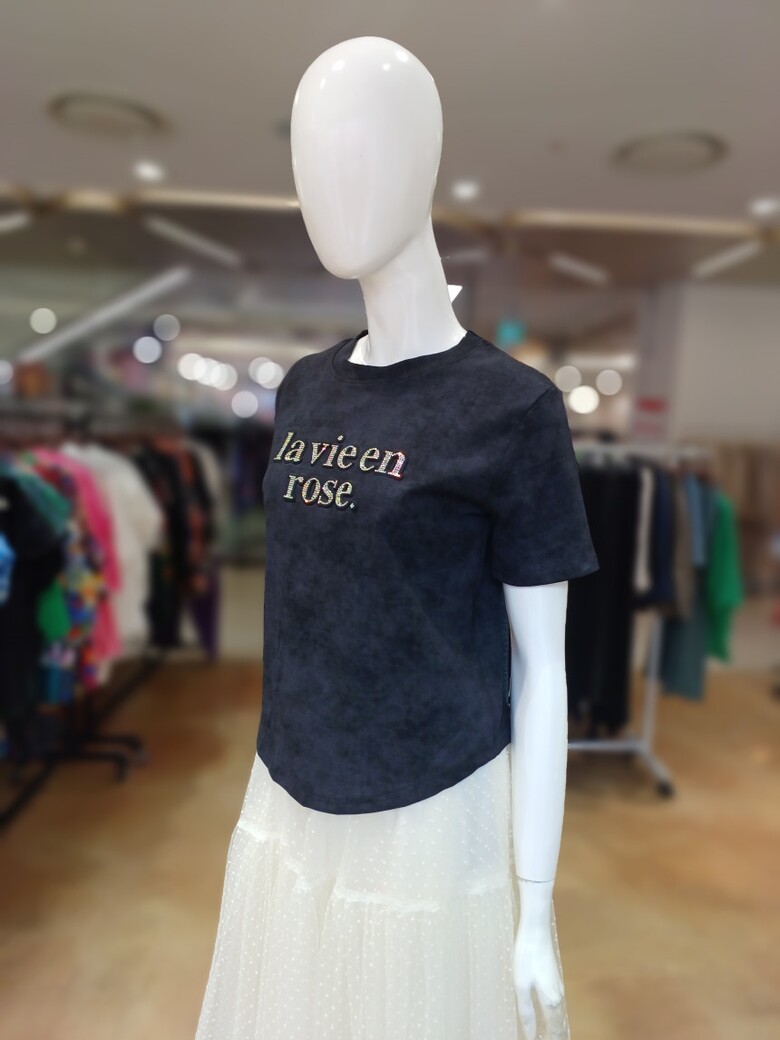 la vie en
rose.